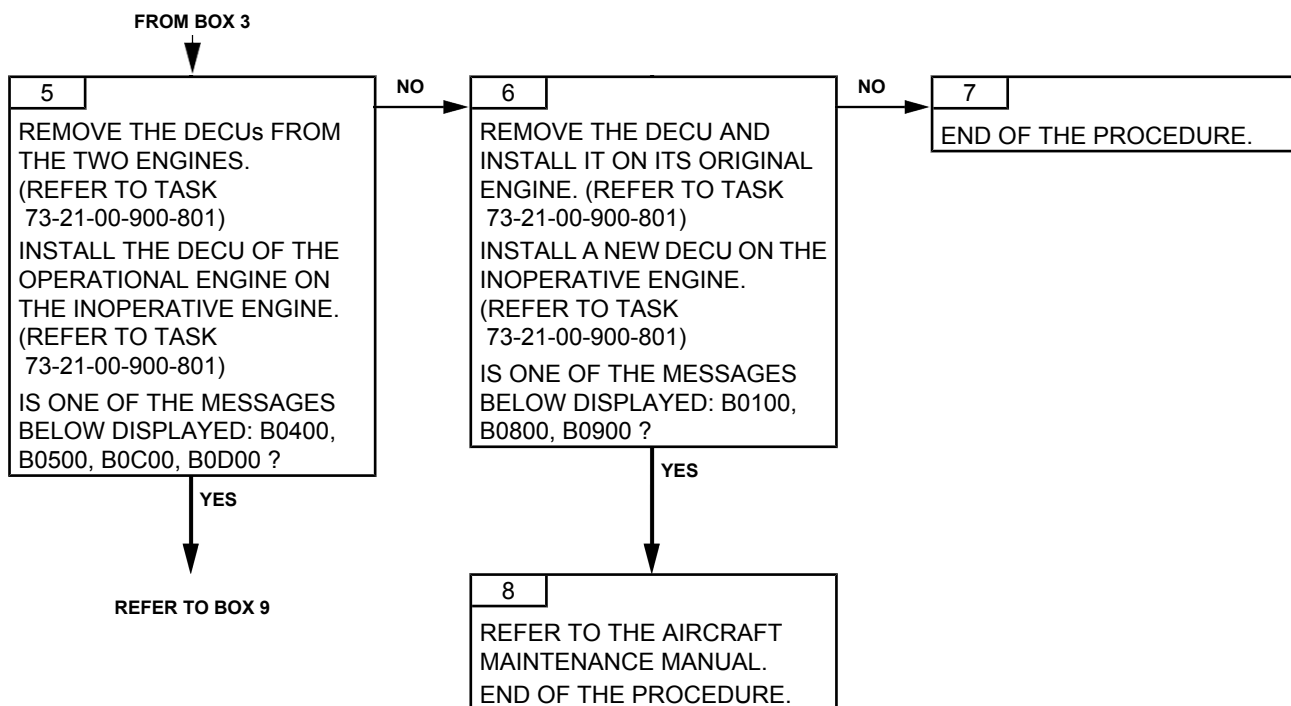 FROM BOX 3
5
REMOVE THE DECUs FROM
THE TWO ENGINES.
(REFER TO TASK
73-21-00-900-801)
INSTALL THE DECU OF THE
OPERATIONAL ENGINE ON
THE INOPERATIVE ENGINE.
(REFER TO TASK
73-21-00-900-801)
IS ONE OF THE MESSAGES
BELOW DISPLAYED: B0400,
B0500, B0C00, B0D00 ?
NO
YES
REFER TO BOX 9
6
REMOVE THE DECU AND
INSTALL IT ON ITS ORIGINAL
ENGINE. (REFER TO TASK
73-21-00-900-801)
INSTALL A NEW DECU ON THE
INOPERATIVE ENGINE.
(REFER TO TASK
73-21-00-900-801)
IS ONE OF THE MESSAGES
BELOW DISPLAYED: B0100,
B0800, B0900 ?
NO
YES
7
END OF THE PROCEDURE.
8
REFER TO THE AIRCRAFT
MAINTENANCE MANUAL.
END OF THE PROCEDURE.